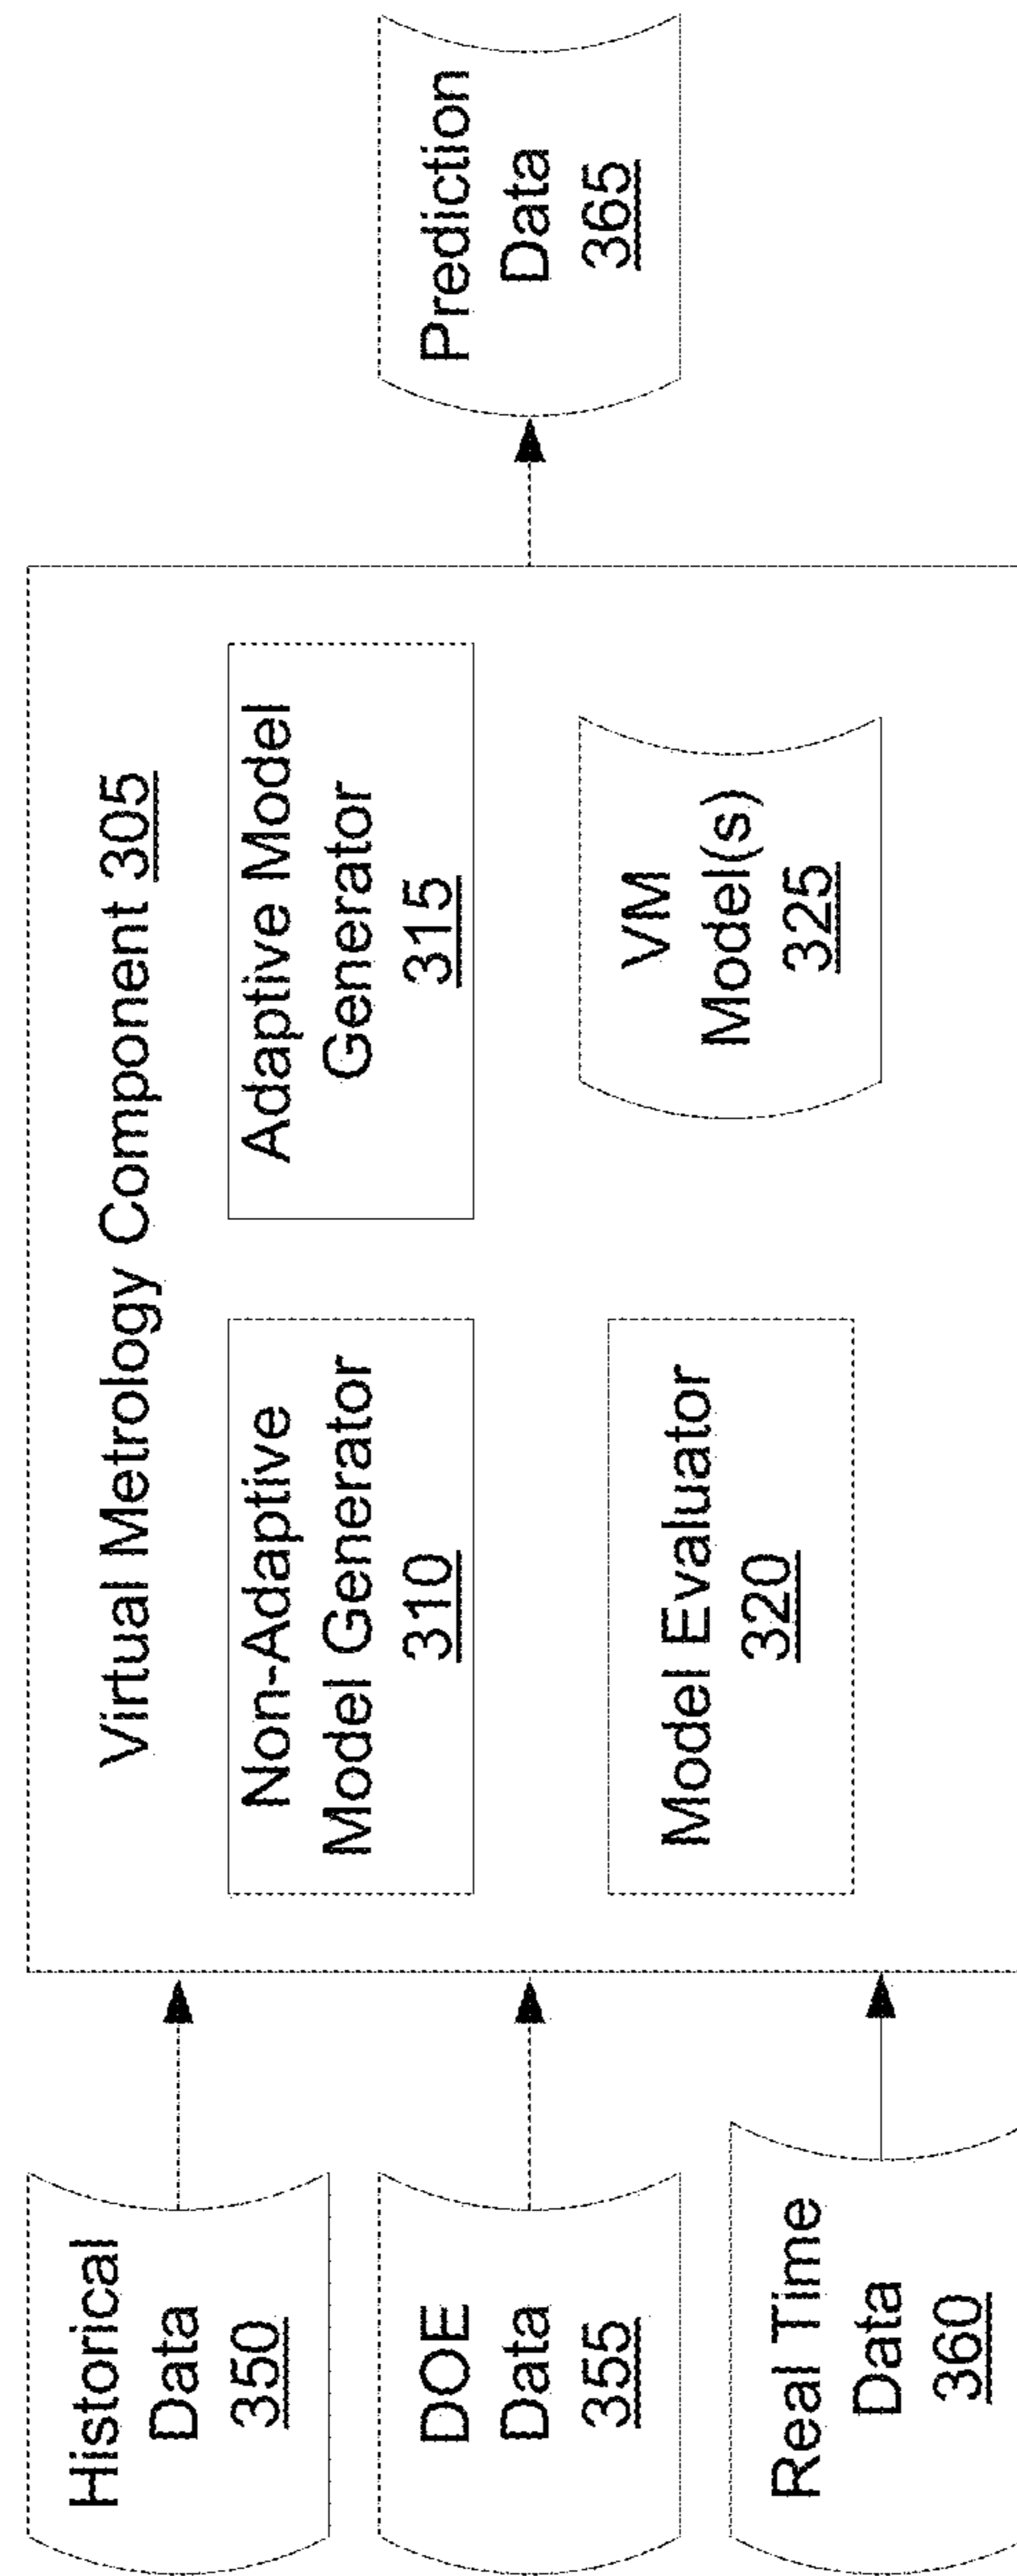 Historical
Data
350
DOE
Data
355
Real Time
Data
360
Virtual Metrology Component 305
Non-Adaptive
Model Generator
310
Adaptive Model
Generator
315
Model Evaluator
320
VM
Model(s)
325
Prediction
Data
365